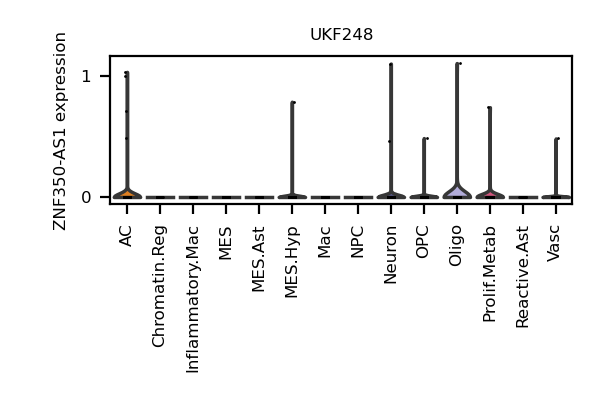 UKF248
ZNF350-AS1 expression
1
0
AC
Chromatin.Reg
Inflammatory.Mac
MES
MES.Ast
MES.Hyp
Mac
NPC
Neuron
OPC
Oligo
Prolif.Metab
Reactive.Ast
Vasc